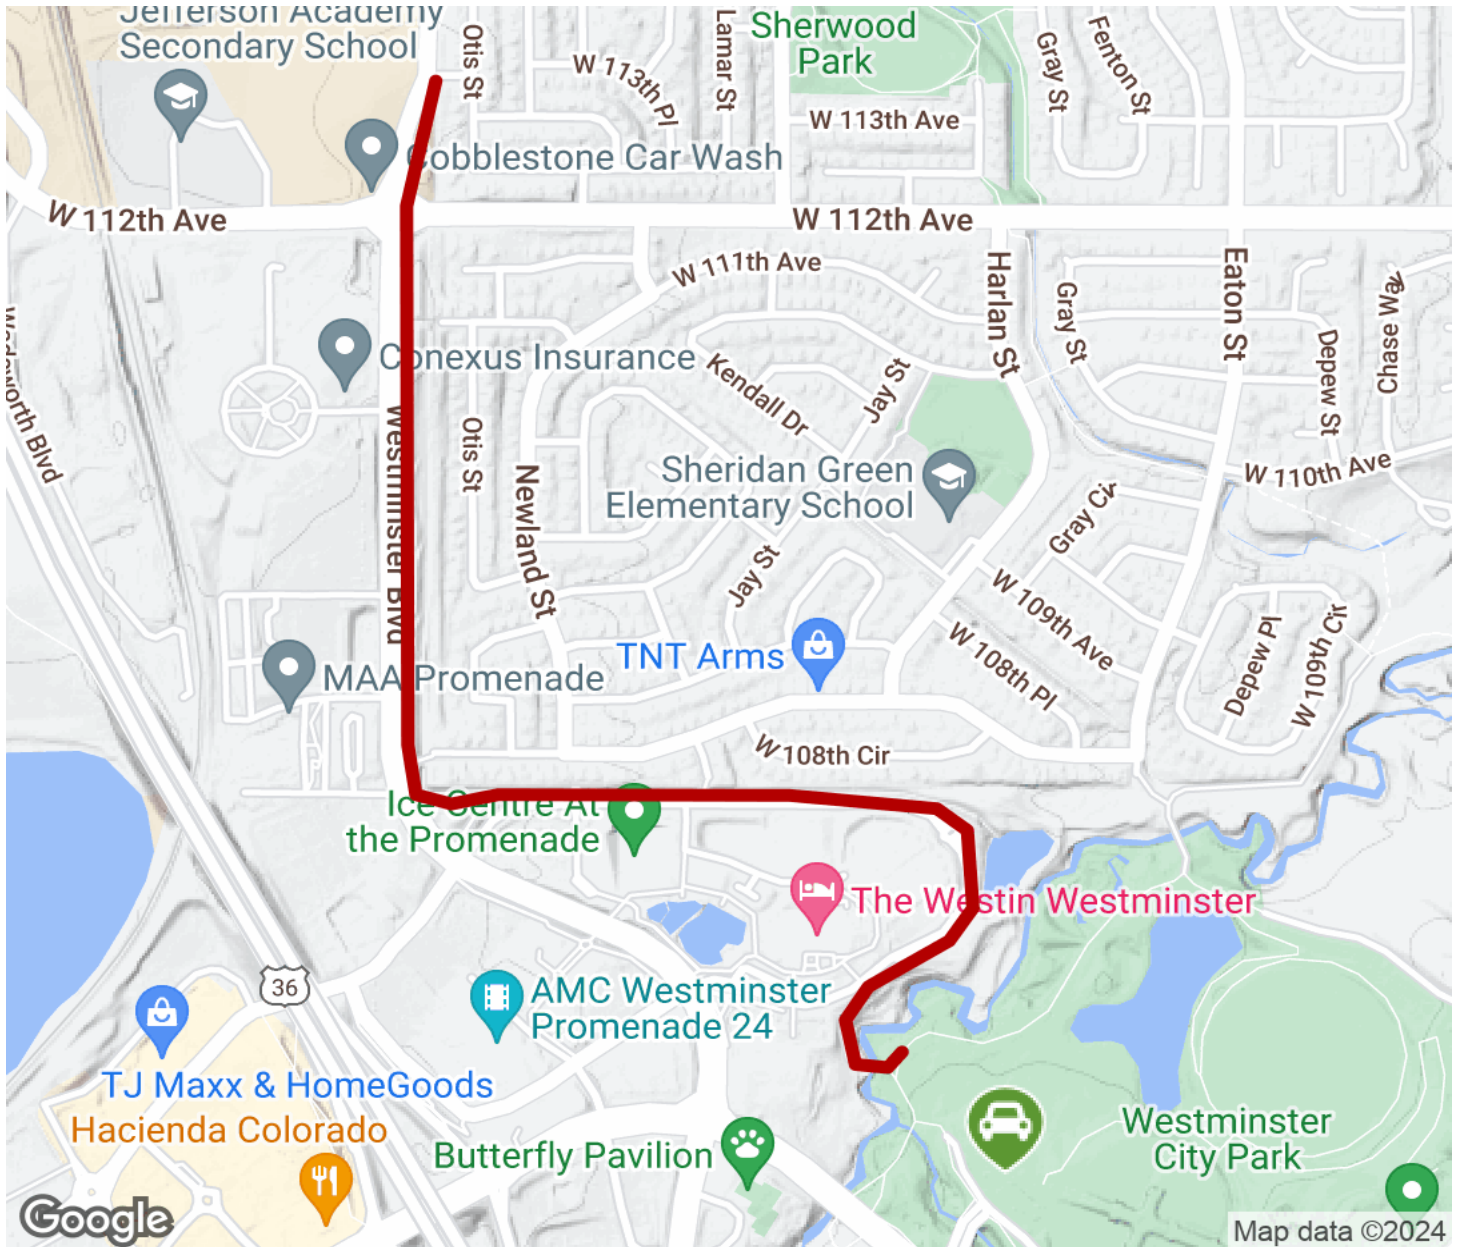 Jefferson Academy
Secondary School
Otis St
W 113th Pl
Lamar St
Sherwood
Park
Gray St
Fenton St
W 113th Ave
Cobblestone Car Wash
W 112th Ave
W 112th Ave
W 111th Ave
Harlan St
Gray St
Eaton St
Chase Way
Depew St
Wadsworth Blvd
Conexus Insurance
Kendall Dr
Jay St
Westminster Blvd
Otis St
Newland St
Sheridan Green
Elementary School
W 110th Ave
Gray Cir
Jay St
W 109th Ave
W 108th Pl
Depew Pl
W 109th Cir
TNT Arms
MAA Promenade
W 108th Cir
Ice Centre At
the Promenade
The Westin Westminster
36
AMC Westminster
Promenade 24
TJ Maxx & HomeGoods
Hacienda Colorado
Butterfly Pavilion
Westminster
City Park
Google
Map data ©2024